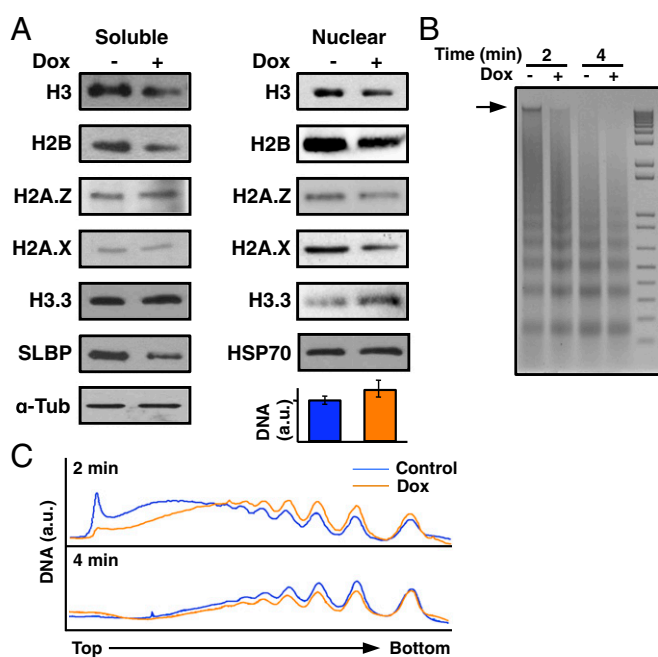 A
Soluble
Dox - +
H3
H2B
H2A.Z
H2A.X
H3.3
SLBP
α-Tub
Nuclear
Dox - +
H3
H2B
H2A.Z
H2A.X
H3.3
HSP70
DNA
(a.u.)
B
Time (min) 2 4
Dox - + - +
C
2 min
Control
Dox
4 min
DNA (a.u.)
Top Bottom